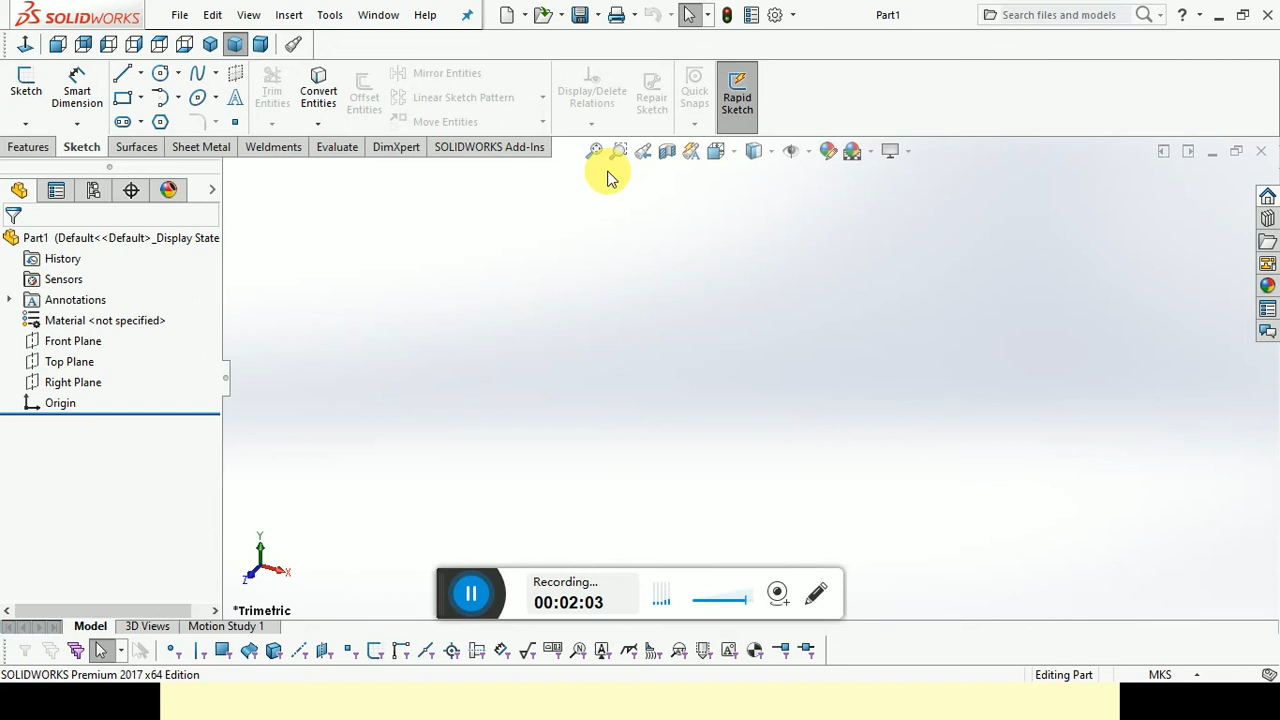 SOLIDWORKS File Edit View Insert Tools Window Help Part1 Search files and models ?
Sketch Smart Dimension Trim Entities Convert Entities Offset Entities Mirror Entities Linear Sketch Pattern Move Entities Display/Delete Relations Repair Sketch Quick Snaps Rapid Sketch
Features Sketch Surfaces Sheet Metal Weldments Evaluate DimXpert SOLIDWORKS Add-Ins
Part1 (Default<<Default>_Display State
History
Sensors
Annotations
Material <not specified>
Front Plane
Top Plane
Right Plane
Origin
Y
Z X
*Trimetric
Recording...
00:02:03
Model 3D Views Motion Study 1
SOLIDWORKS Premium 2017 x64 Edition Editing Part MKS